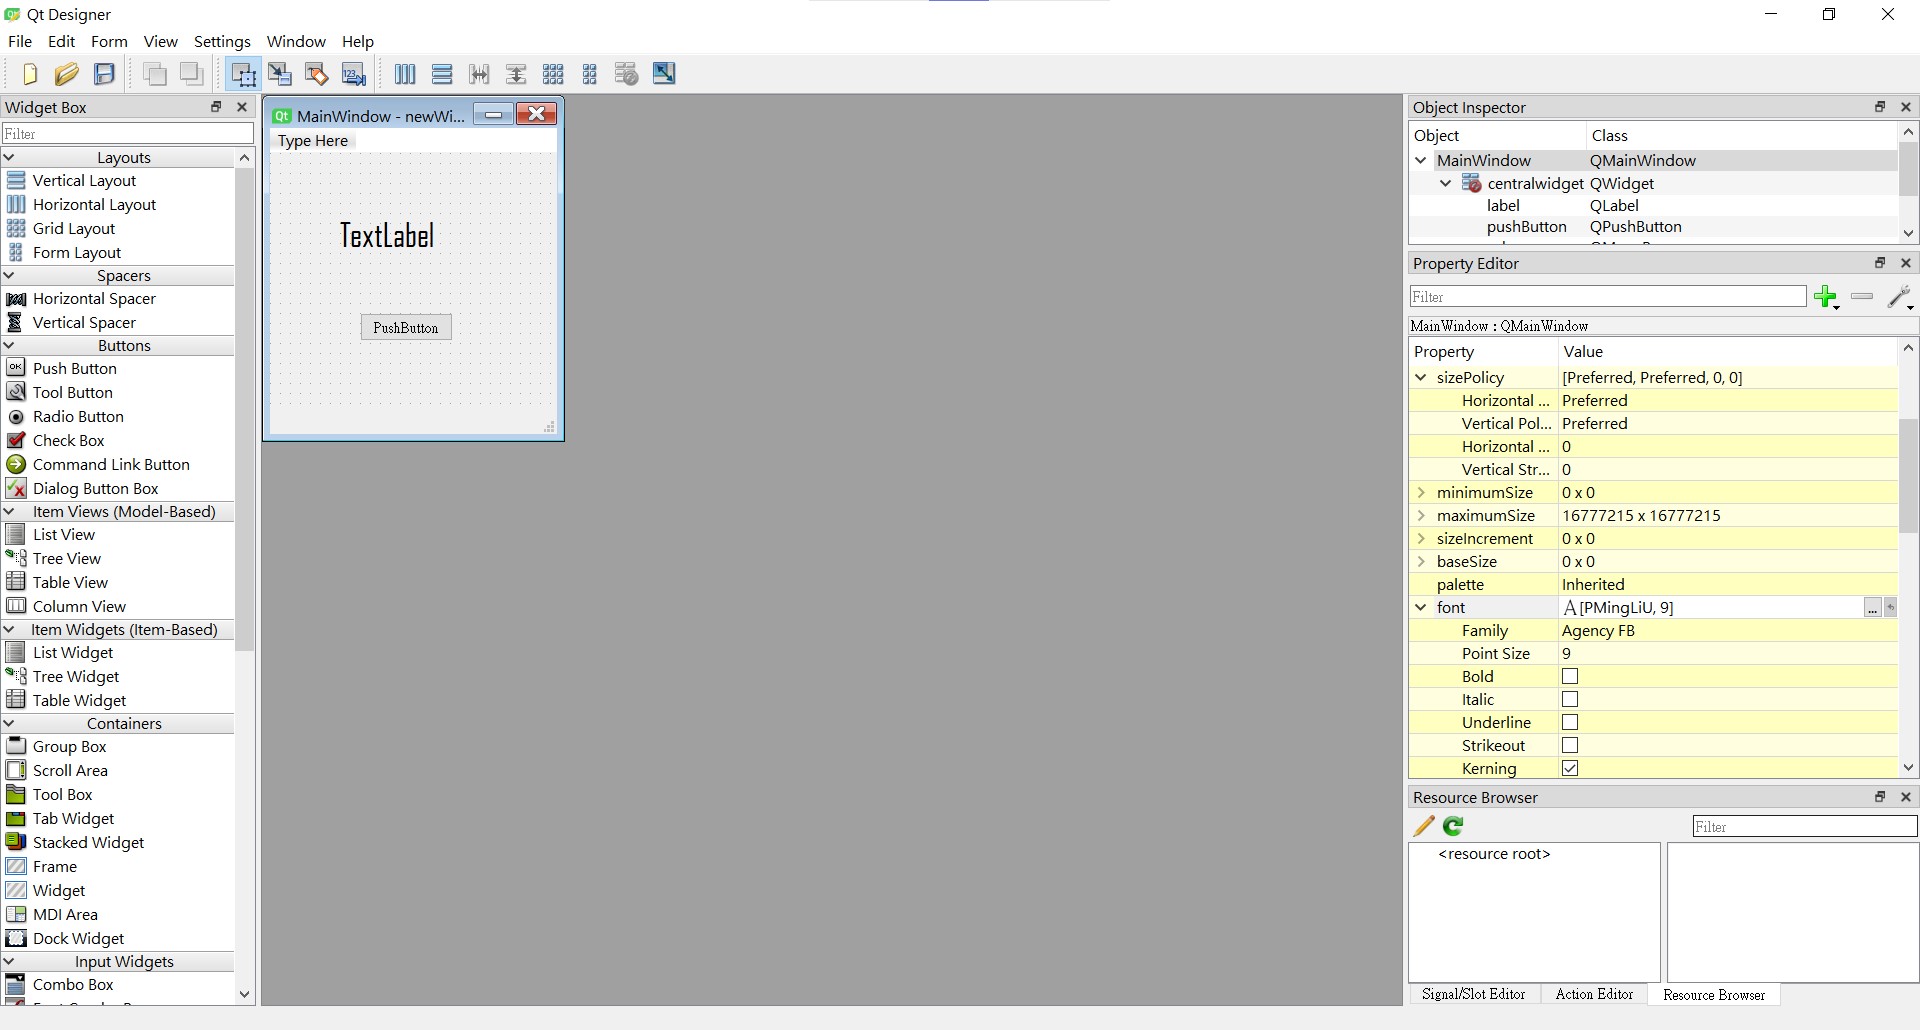 Qt Designer
File Edit Form View Settings Window Help
Widget Box
Filter
Layouts
Vertical Layout
Horizontal Layout
Grid Layout
Form Layout
Spacers
Horizontal Spacer
Vertical Spacer
Buttons
Push Button
Tool Button
Radio Button
Check Box
Command Link Button
Dialog Button Box
Item Views (Model-Based)
List View
Tree View
Table View
Column View
Item Widgets (Item-Based)
List Widget
Tree Widget
Table Widget
Containers
Group Box
Scroll Area
Tool Box
Tab Widget
Stacked Widget
Frame
Widget
MDI Area
Dock Widget
Input Widgets
Combo Box
MainWindow - newWi...
Type Here
TextLabel
PushButton
Object Inspector
Object Class
MainWindow QMainWindow
centralwidget QWidget
label QLabel
pushButton QPushButton
Property Editor
Filter
MainWindow : QMainWindow
Property Value
sizePolicy [Preferred, Preferred, 0, 0]
Horizontal ... Preferred
Vertical Pol... Preferred
Horizontal ... 0
Vertical Str... 0
minimumSize 0 x 0
maximumSize 16777215 x 16777215
sizeIncrement 0 x 0
baseSize 0 x 0
palette Inherited
font A [PMingLiU, 9] ...
Family Agency FB
Point Size 9
Bold
Italic
Underline
Strikeout
Kerning
Resource Browser
Filter
<resource root>
Signal/Slot Editor Action Editor Resource Browser